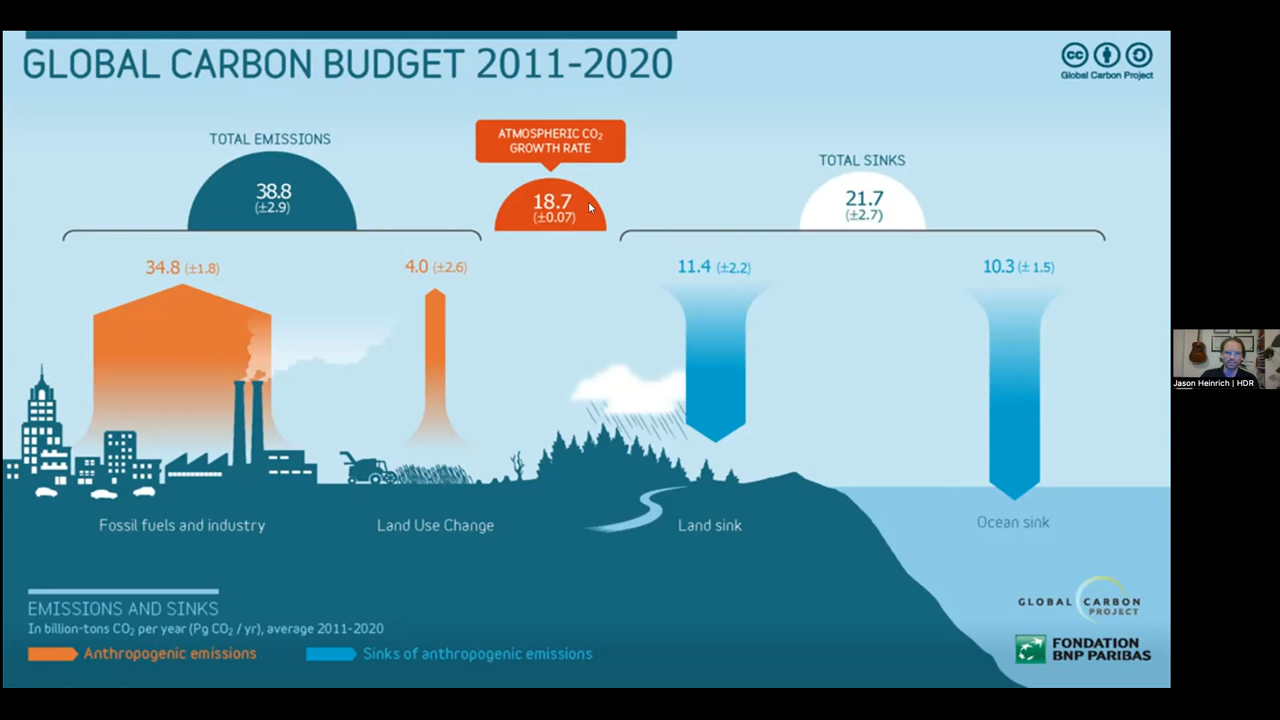 GLOBAL CARBON BUDGET 2011-2020
Global Carbon Project
TOTAL EMISSIONS
38.8
(±2.9)
ATMOSPHERIC CO₂
GROWTH RATE
18.7
(±0.07)
TOTAL SINKS
21.7
(±2.7)
34.8 (±1.8)
4.0 (±2.6)
11.4 (±2.2)
10.3 (± 1.5)
Fossil fuels and industry
Land Use Change
Land sink
Ocean sink
EMISSIONS AND SINKS
In billion-tons CO₂ per year (Pg CO₂ / yr), average 2011-2020
Anthropogenic emissions
Sinks of anthropogenic emissions
GLOBAL CARBON
PROJECT
FONDATION
BNP PARIBAS
Jason Heinrich | HDR